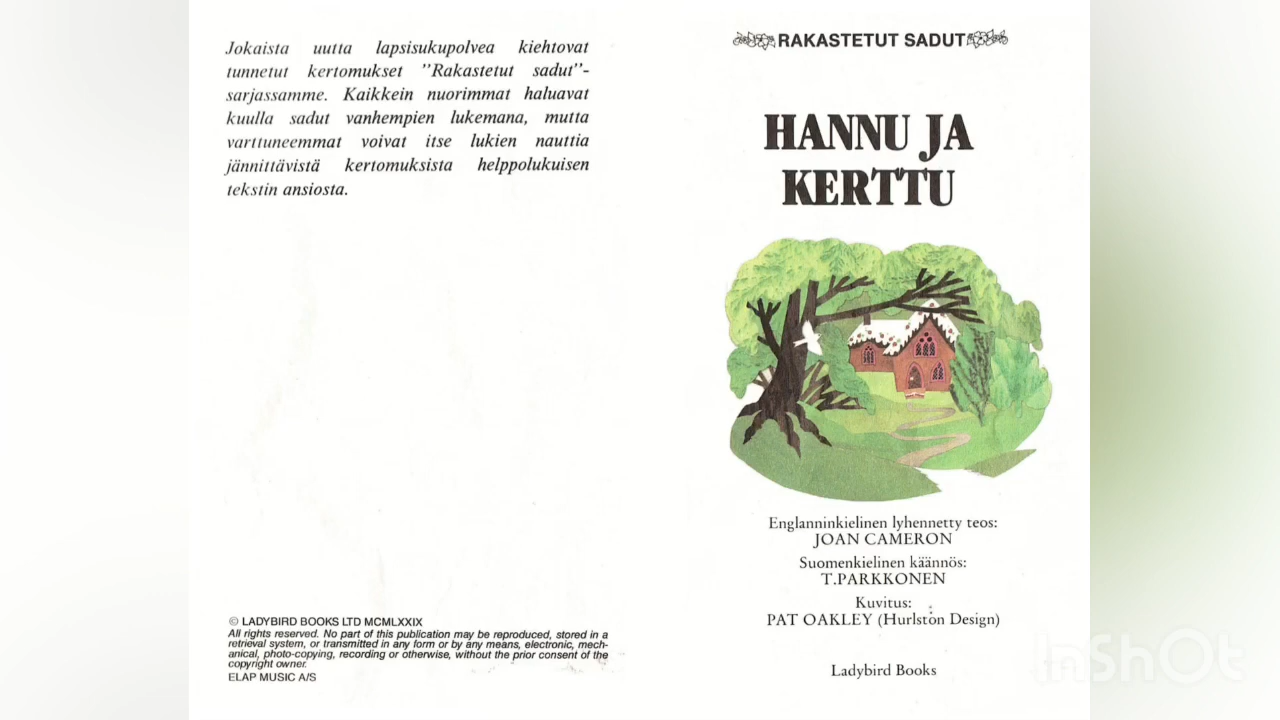 Jokaista uutta lapsisukupolvea kiehtovat
tunnetut kertomukset ”Rakastetut sadut”-
sarjassamme. Kaikkein nuorimmat haluavat
kuulla sadut vanhempien lukemana, mutta
varttuneemmat voivat itse lukien nauttia
jännittävistä kertomuksista helppolukuisen
tekstin ansiosta.
© LADYBIRD BOOKS LTD MCMLXXIX
All rights reserved. No part of this publication may be reproduced, stored in a
retrieval system, or transmitted in any form or by any means, electronic, mech-
anical, photo-copying, recording or otherwise, without the prior consent of the
copyright owner.
ELAP MUSIC A/S
RAKASTETUT SADUT
HANNU JA
KERTTU
Englanninkielinen lyhennetty teos:
JOAN CAMERON
Suomenkielinen käännös:
T.PARKKONEN
Kuvitus:
PAT OAKLEY (Hurlston Design)
Ladybird Books
InShOt